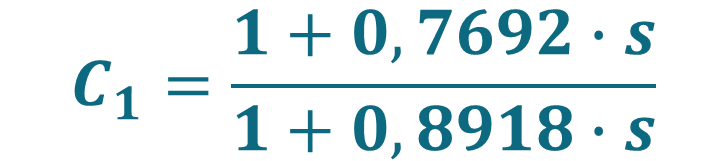 C₁ = (1 + 0,7692 · s) / (1 + 0,8918 · s)